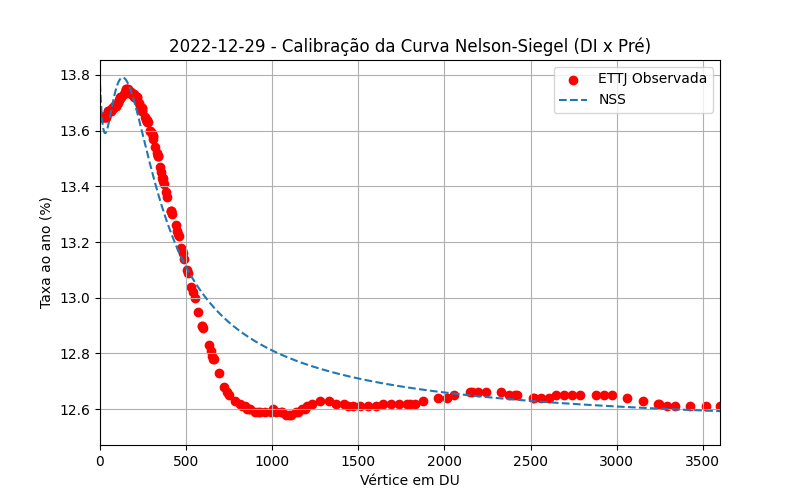 2022-12-29 - Calibração da Curva Nelson-Siegel (DI x Pré)
ETTJ Observada
NSS
Taxa ao ano (%)
13.8
13.6
13.4
13.2
13.0
12.8
12.6
0 500 1000 1500 2000 2500 3000 3500
Vértice em DU